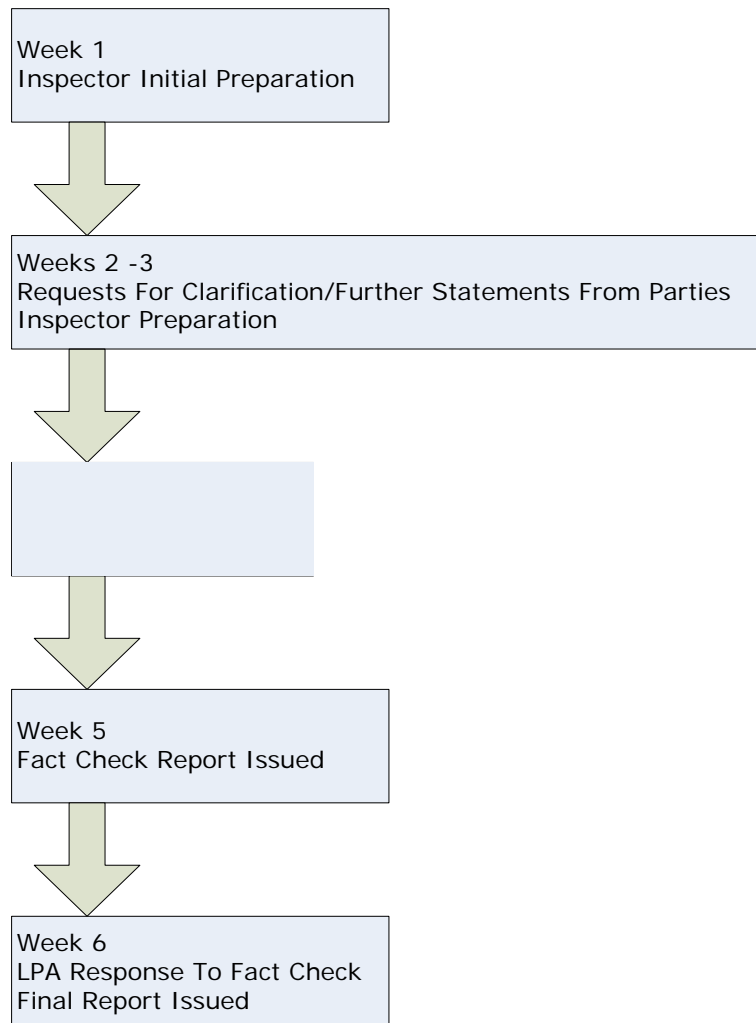 Week 1
Inspector Initial Preparation
Weeks 2 -3
Requests For Clarification/Further Statements From Parties
Inspector Preparation
Week 5
Fact Check Report Issued
Week 6
LPA Response To Fact Check
Final Report Issued